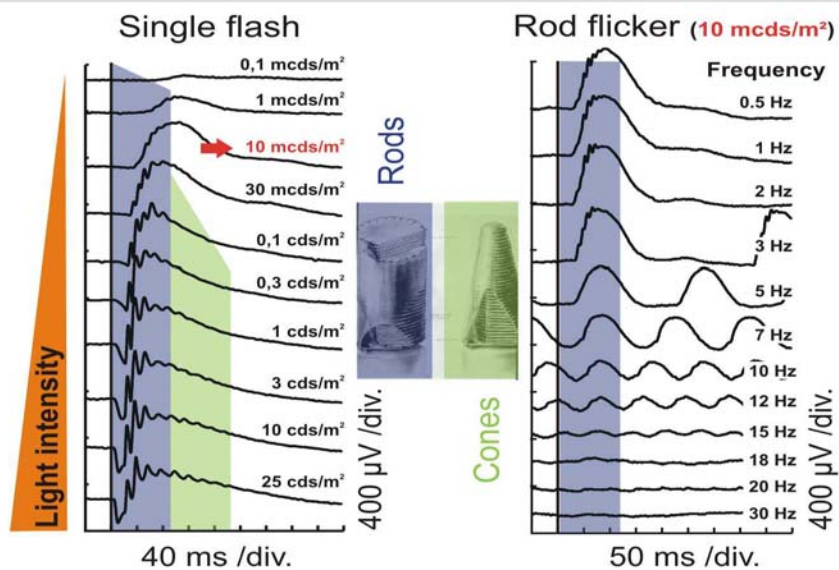 Single flash
0,1 mcds/m²
1 mcds/m²
10 mcds/m²
30 mcds/m²
0,1 cds/m²
0,3 cds/m²
1 cds/m²
3 cds/m²
10 cds/m²
25 cds/m²
Light intensity
40 ms /div.
400 µV /div.
Rods
Cones
Rod flicker (10 mcds/m²)
Frequency
0.5 Hz
1 Hz
2 Hz
3 Hz
5 Hz
7 Hz
10 Hz
12 Hz
15 Hz
18 Hz
20 Hz
30 Hz
50 ms /div.
400 µV /div.